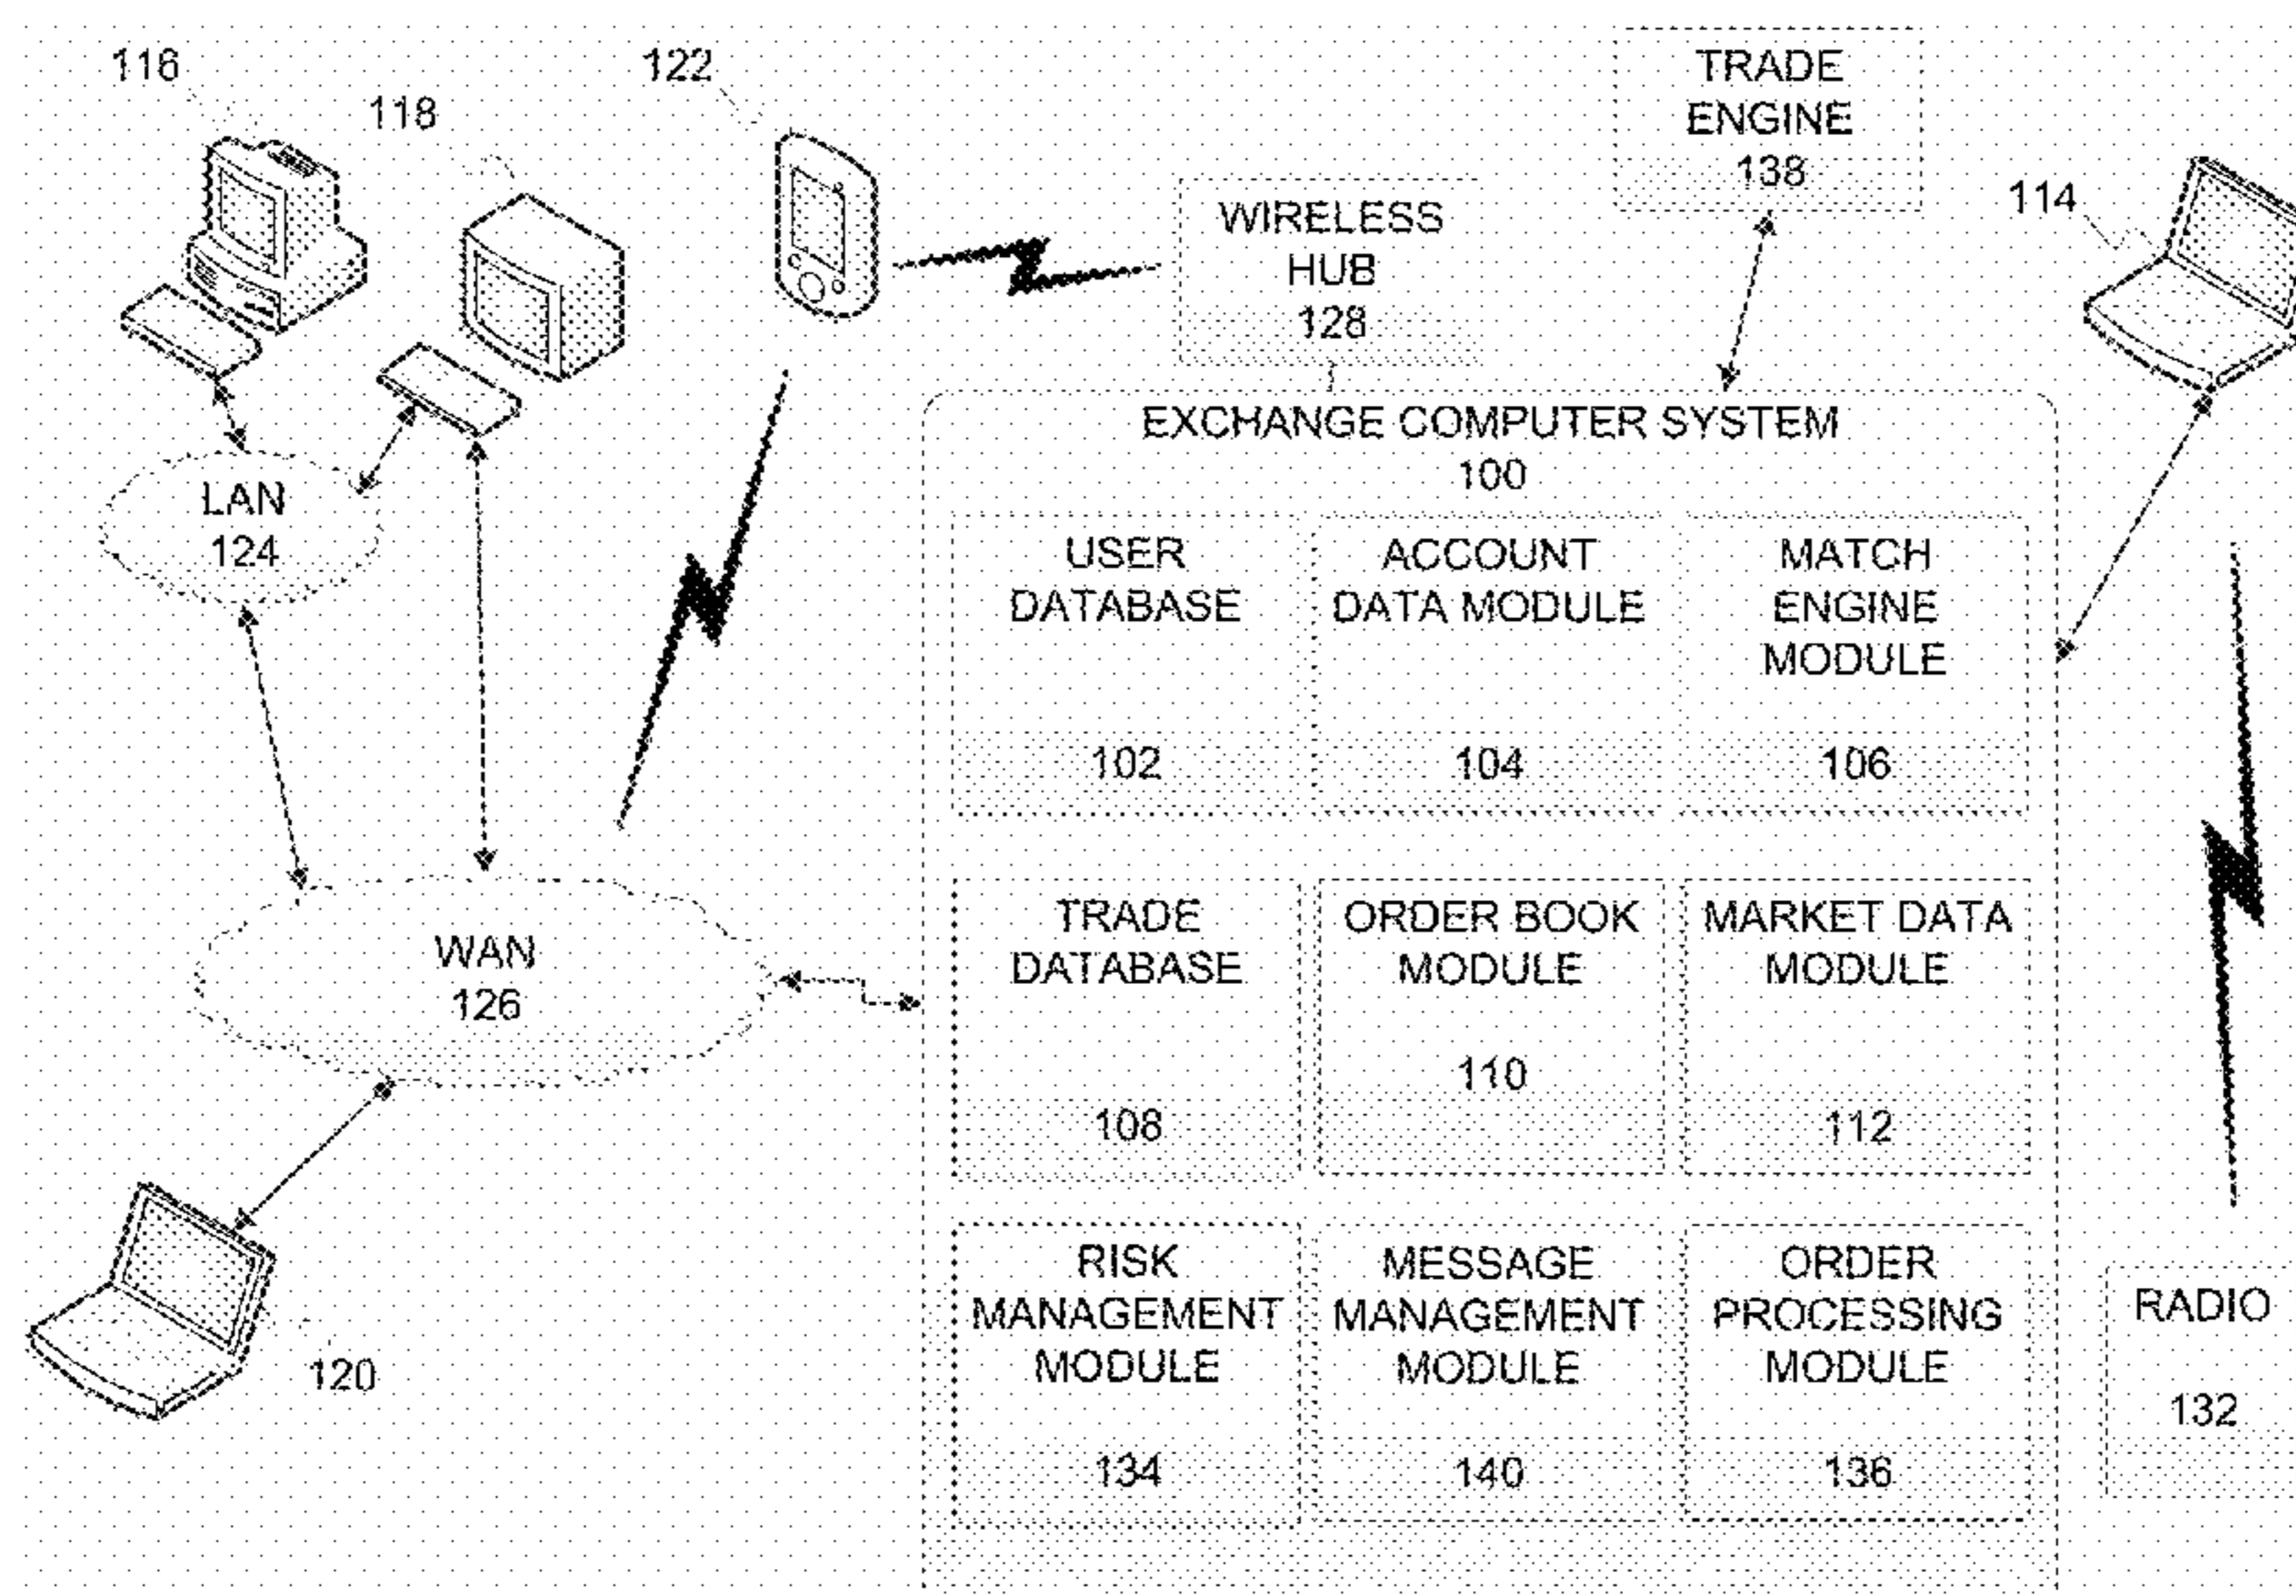 116
118
122
TRADE
ENGINE
138
114
WIRELESS
HUB
128
EXCHANGE COMPUTER SYSTEM
100
LAN
124
USER
DATABASE
102
ACCOUNT
DATA MODULE
104
MATCH
ENGINE
MODULE
106
WAN
126
TRADE
DATABASE
108
ORDER BOOK
MODULE
110
MARKET DATA
MODULE
112
120
RISK
MANAGEMENT
MODULE
134
MESSAGE
MANAGEMENT
MODULE
140
ORDER
PROCESSING
MODULE
136
RADIO
132